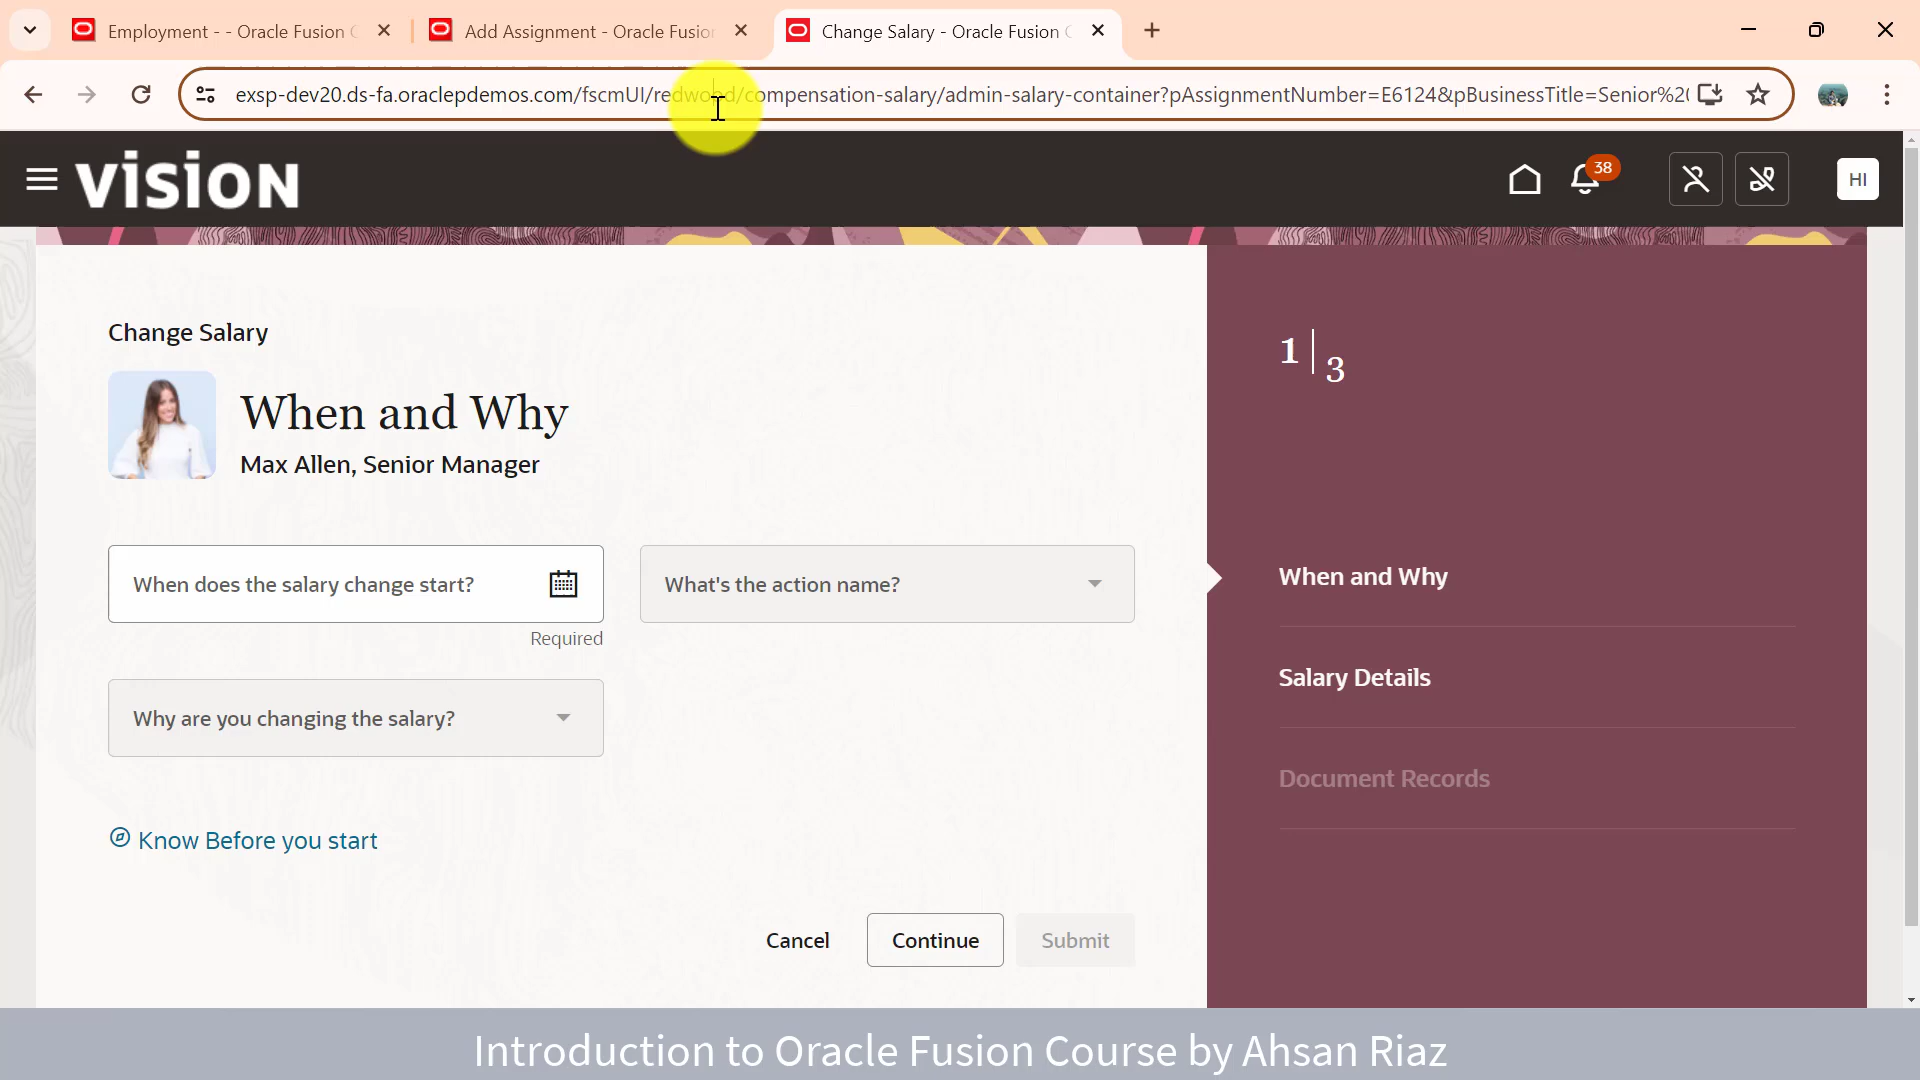 Employment - - Oracle Fusion C
Add Assignment - Oracle Fusion
Change Salary - Oracle Fusion C
exsp-dev20.ds-fa.oraclepdemos.com/fscmUI/redwood/compensation-salary/admin-salary-container?pAssignmentNumber=E6124&pBusinessTitle=Senior%20
VISION
38
HI
Change Salary
When and Why
Max Allen, Senior Manager
When does the salary change start?
Required
What's the action name?
Why are you changing the salary?
Know Before you start
Cancel
Continue
Submit
1 | 3
When and Why
Salary Details
Document Records
Introduction to Oracle Fusion Course by Ahsan Riaz